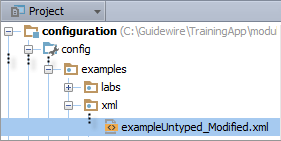 Project
configuration (C:\Guidewire\TrainingApp\modu
config
examples
labs
xml
exampleUntyped_Modified.xml